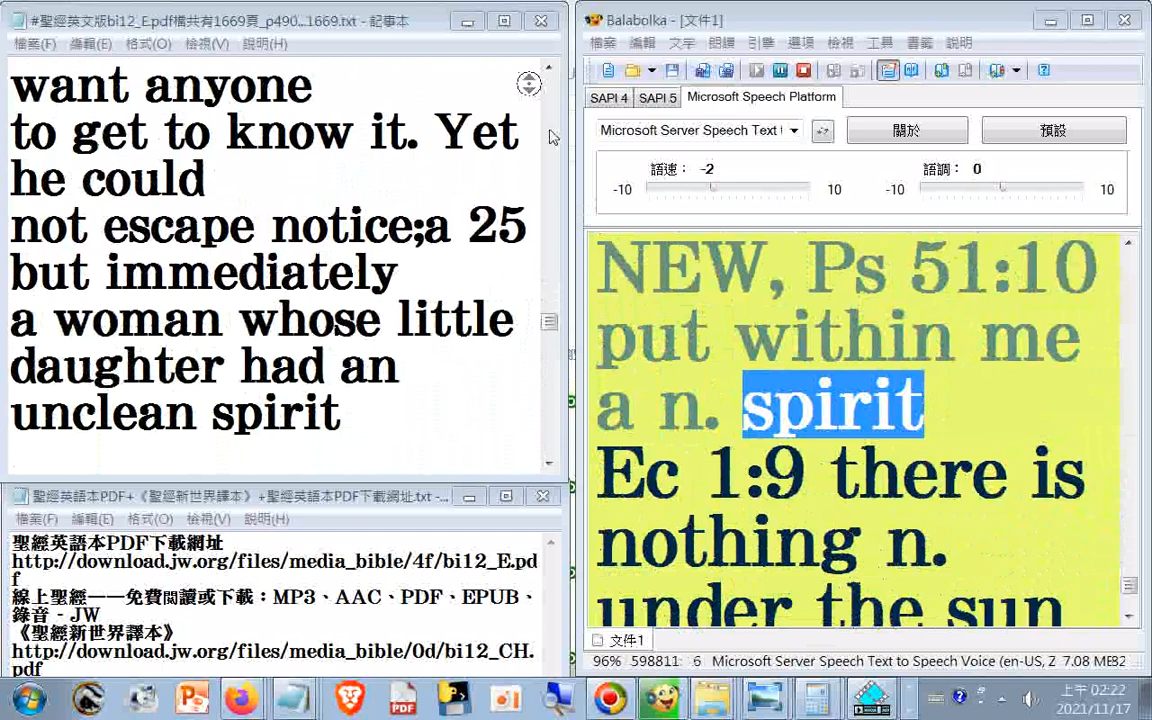 #聖經英文版bi12_E.pdf檔共有1669頁_p490...1669.txt - 記事本
檔案(F) 編輯(E) 格式(O) 檢視(V) 說明(H)
want anyone
to get to know it. Yet
he could
not escape notice;a 25
but immediately
a woman whose little
daughter had an
unclean spirit
聖經英語本PDF+《聖經新世界譯本》+聖經英語本PDF下載網址.txt - ...
檔案(F) 編輯(E) 格式(O) 檢視(V) 說明(H)
聖經英語本PDF下載網址
http://download.jw.org/files/media_bible/4f/bi12_E.pd
f
線上聖經——免費閱讀或下載：MP3、AAC、PDF、EPUB、
錄音 - JW
《聖經新世界譯本》
http://download.jw.org/files/media_bible/0d/bi12_CH.
pdf
Balabolka - [文件1]
檔案 編輯 文字 朗讀 引擎 選項 檢視 工具 書籤 說明
SAPI 4 SAPI 5 Microsoft Speech Platform
Microsoft Server Speech Text 關於 預設
語速： -2 語調： 0
-10 10 -10 10
NEW, Ps 51:10
put within me
a n. spirit
Ec 1:9 there is
nothing n.
under the sun
文件1
96% 598811: 6 Microsoft Server Speech Text to Speech Voice (en-US, Z 7.08 MB
上午 02:22
2021/11/17